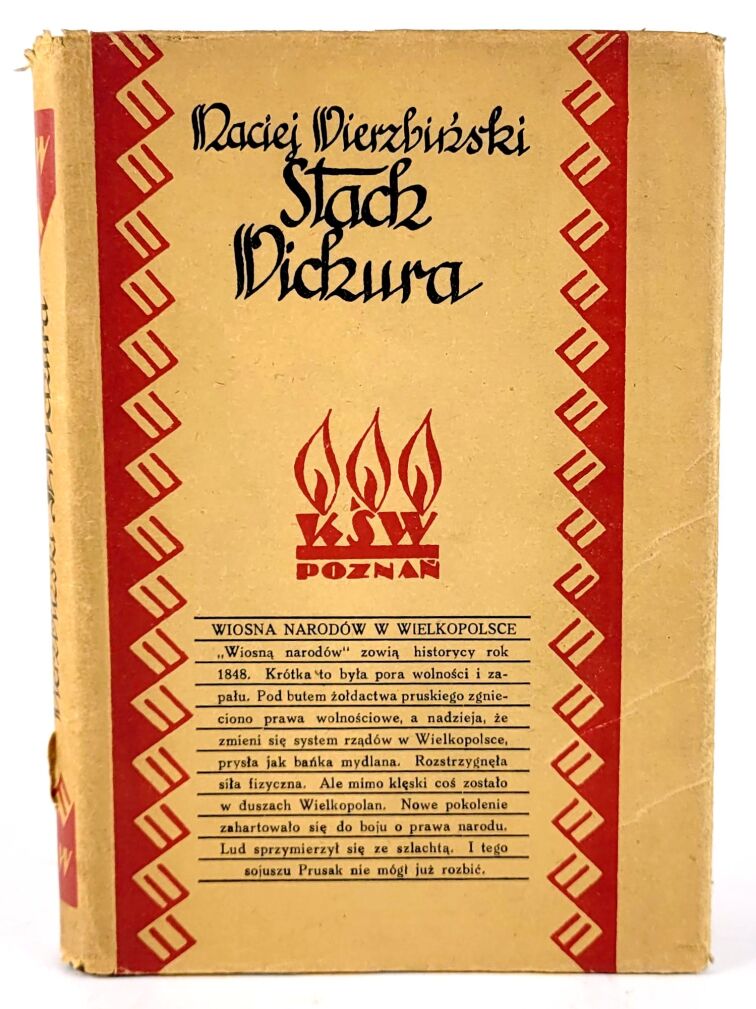 Maciej Wierzbiński
Stach
Wichura
KŚW
POZNAŃ
WIOSNA NARODÓW W WIELKOPOLSCE
„Wiosną narodów" zowią historycy rok
1848. Krótka to była pora wolności i za-
pału. Pod butem żołdactwa pruskiego zgnie-
ciono prawa wolnościowe, a nadzieja, że
zmieni się system rządów w Wielkopolsce,
prysła jak bańka mydlana. Rozstrzygnęła
siła fizyczna. Ale mimo klęski coś zostało
w duszach Wielkopolan. Nowe pokolenie
zahartowało się do boju o prawa narodu.
Lud sprzymierzył się ze szlachtą. I tego
sojuszu Prusak nie mógł już rozbić.